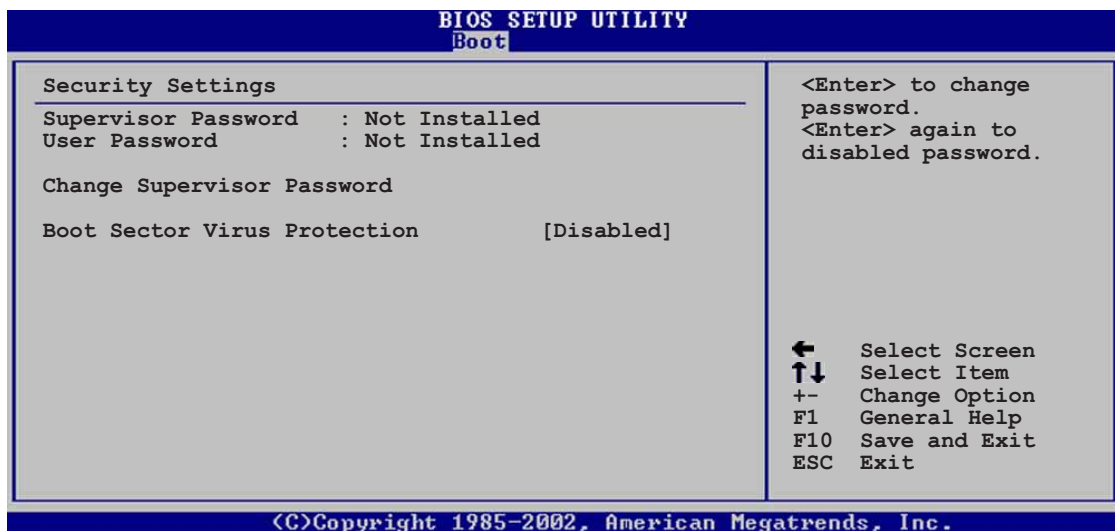 BIOS SETUP UTILITY
Boot
Security Settings
Supervisor Password : Not Installed
User Password : Not Installed
Change Supervisor Password
Boot Sector Virus Protection [Disabled]
<Enter> to change
password.
<Enter> again to
disabled password.
← Select Screen
↑↓ Select Item
+- Change Option
F1 General Help
F10 Save and Exit
ESC Exit
(C)Copyright 1985-2002, American Megatrends, Inc.